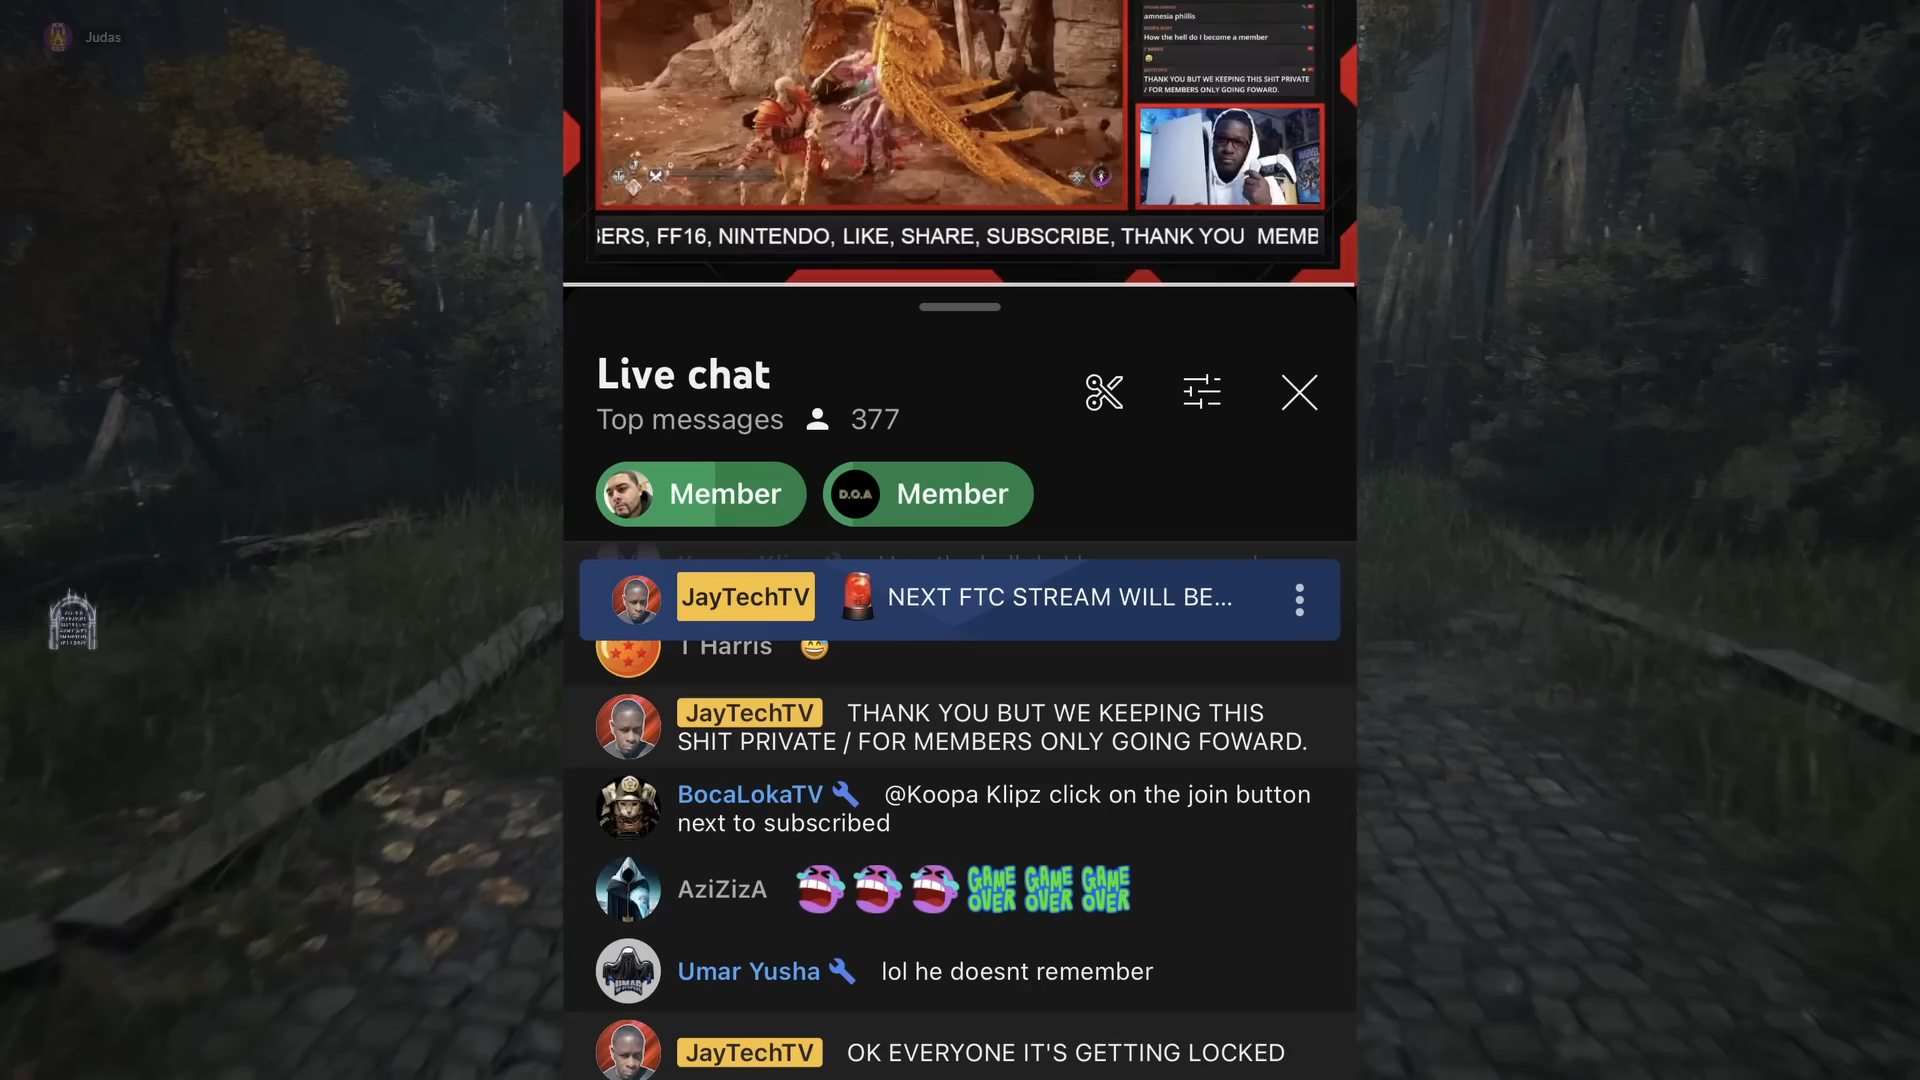 Judas
amnesia phillis
How the hell do I become a member
THANK YOU BUT WE KEEPING THIS SHIT PRIVATE
/ FOR MEMBERS ONLY GOING FOWARD.
BERS, FF16, NINTENDO, LIKE, SHARE, SUBSCRIBE, THANK YOU MEMB
Live chat
Top messages 377
Member
D.O.A Member
JayTechTV NEXT FTC STREAM WILL BE...
T Harris
JayTechTV THANK YOU BUT WE KEEPING THIS
SHIT PRIVATE / FOR MEMBERS ONLY GOING FOWARD.
BocaLokaTV @Koopa Klipz click on the join button
next to subscribed
AziZizA GAME OVER GAME OVER GAME OVER
Umar Yusha lol he doesnt remember
UMAR
JayTechTV OK EVERYONE IT'S GETTING LOCKED